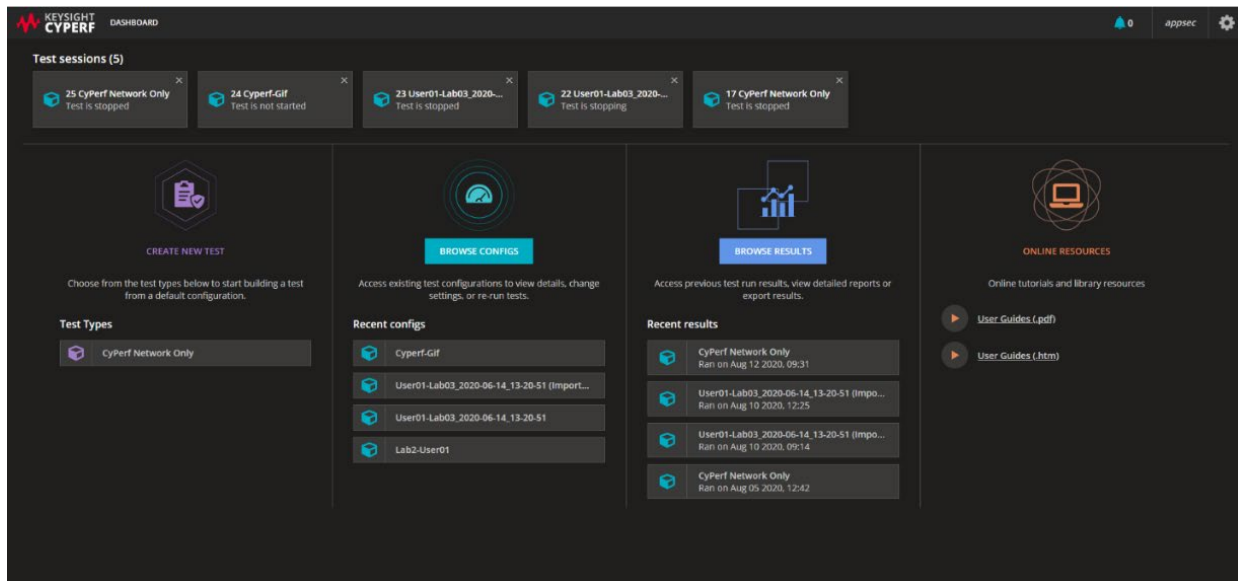 KEYSIGHT
CYPERF
DASHBOARD
0
appsec
Test sessions (5)
25 CyPerf Network Only
Test is stopped
24 Cyperf-Gif
Test is not started
23 User01-Lab03_2020-...
Test is stopped
22 User01-Lab03_2020-...
Test is stopping
17 CyPerf Network Only
Test is stopped
CREATE NEW TEST
Choose from the test types below to start building a test
from a default configuration.
Test Types
CyPerf Network Only
BROWSE CONFIGS
Access existing test configurations to view details, change
settings, or re-run tests.
Recent configs
Cyperf-Gif
User01-Lab03_2020-06-14_13-20-51 (Import...
User01-Lab03_2020-06-14_13-20-51
Lab2-User01
BROWSE RESULTS
Access previous test run results, view detailed reports or
export results.
Recent results
CyPerf Network Only
Ran on Aug 12 2020, 09:31
User01-Lab03_2020-06-14_13-20-51 (Impo...
Ran on Aug 10 2020, 12:25
User01-Lab03_2020-06-14_13-20-51 (Impo...
Ran on Aug 10 2020, 09:14
CyPerf Network Only
Ran on Aug 05 2020, 12:42
ONLINE RESOURCES
Online tutorials and library resources
User Guides (.pdf)
User Guides (.htm)